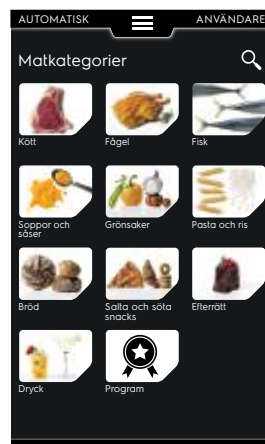 AUTOMATISK ANVÄNDARE
Matkategorier
Kött Fågel Fisk
Soppor och
såser
Grönsaker
Pasta och ris
Bröd
Salta och söta
snacks
Efterrätt
Dryck Program